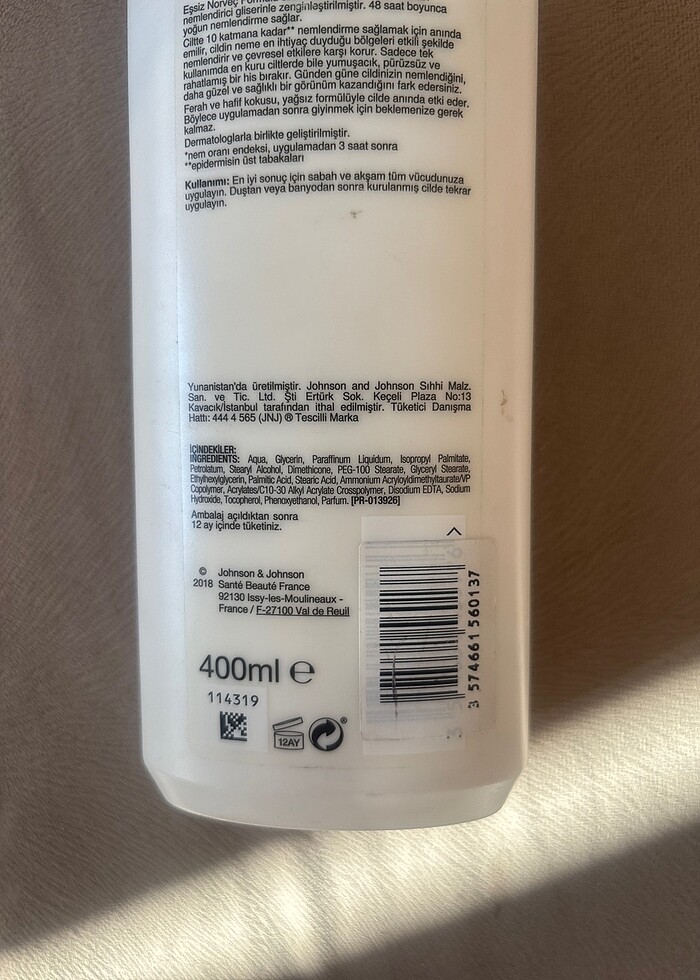 Eşsiz Norveç Formülü
nemlendirici gliserinle zenginleştirilmiştir. 48 saat boyunca
yoğun nemlendirme sağlar.
Ciltte 10 katmana kadar** nemlendirme sağlamak için anında
emilir, cildin neme en ihtiyaç duyduğu bölgeleri etkili şekilde
nemlendirir ve çevresel etkilere karşı korur. Sadece tek
kullanımda en kuru ciltlerde bile yumuşacık, pürüzsüz ve
rahatlamış bir his bırakır. Günden güne cildinizin nemlendiğini,
daha güzel ve sağlıklı bir görünüm kazandığını fark edersiniz.
Ferah ve hafif kokusu, yağsız formülüyle cilde anında etki eder.
Böylece uygulamadan sonra giyinmek için beklemenize gerek
kalmaz.
Dermatologlarla birlikte geliştirilmiştir.
*nem oranı endeksi, uygulamadan 3 saat sonra
**epidermisin üst tabakaları
Kullanımı: En iyi sonuç için sabah ve akşam tüm vücudunuza
uygulayın. Duştan veya banyodan sonra kurulanmış cilde tekrar
uygulayın.
Yunanistan'da üretilmiştir. Johnson and Johnson Sıhhi Malz.
San. ve Tic. Ltd. Şti Ertürk Sok. Keçeli Plaza No:13
Kavacık/İstanbul tarafından ithal edilmiştir. Tüketici Danışma
Hattı: 444 4 565 (JNJ) ® Tescilli Marka
İÇİNDEKİLER:
INGREDIENTS: Aqua, Glycerin, Paraffinum Liquidum, Isopropyl Palmitate,
Petrolatum, Stearyl Alcohol, Dimethicone, PEG-100 Stearate, Glyceryl Stearate,
Ethylhexylglycerin, Palmitic Acid, Stearic Acid, Ammonium Acryloyldimethyltaurate/VP
Copolymer, Acrylates/C10-30 Alkyl Acrylate Crosspolymer, Disodium EDTA, Sodium
Hydroxide, Tocopherol, Phenoxyethanol, Parfum. [PR-013926]
Ambalaj açıldıktan sonra
12 ay içinde tüketiniz.
© Johnson & Johnson
2018 Santé Beauté France
92130 Issy-les-Moulineaux -
France / F-27100 Val de Reuil
400ml ℮
114319
12AY
®
3 574661 560137